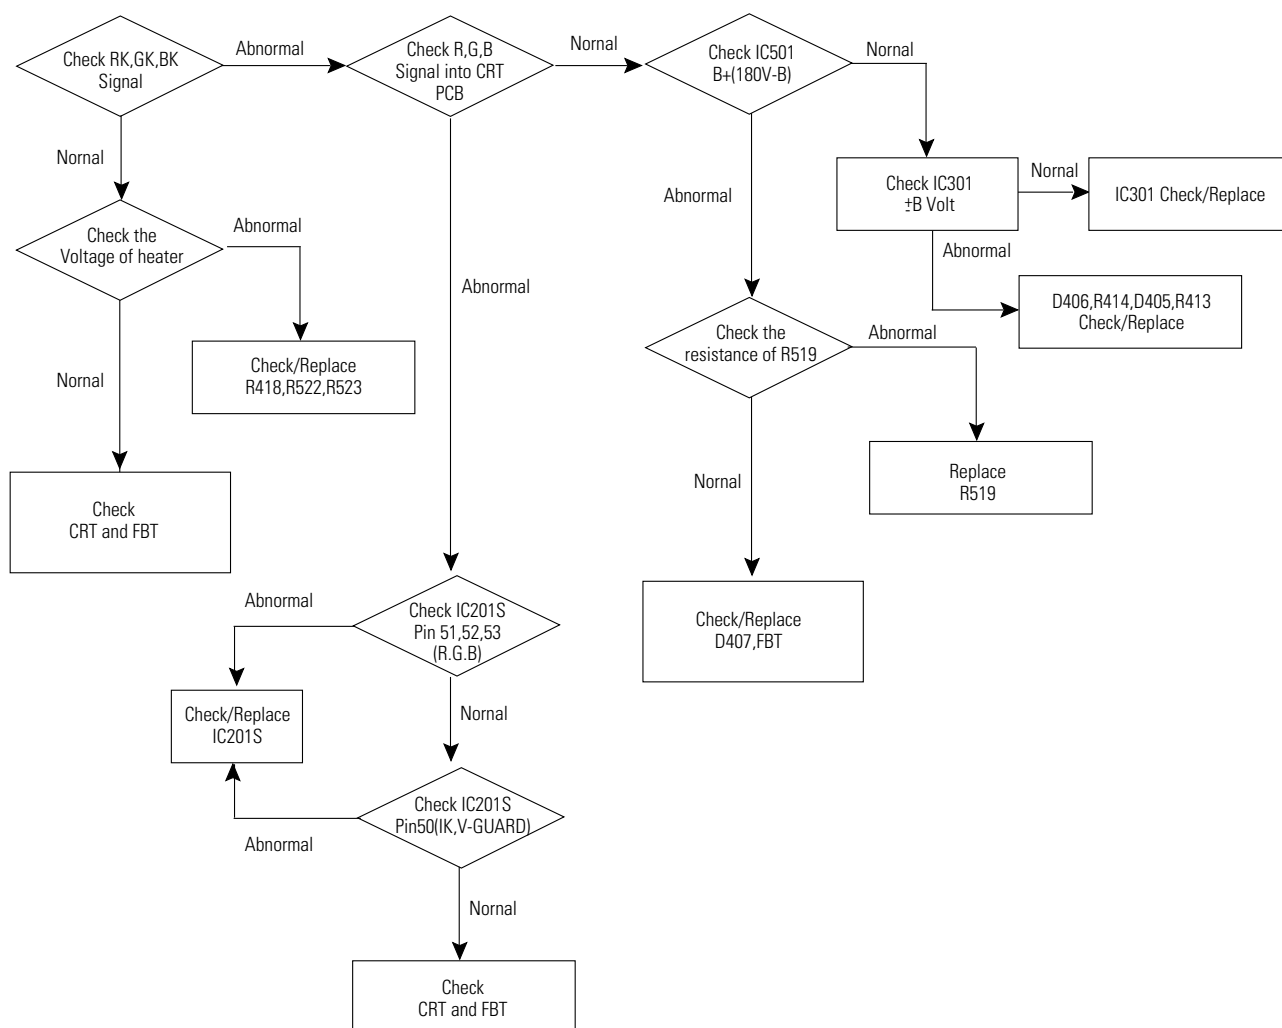 Check RK,GK,BK
Signal
Abnormal
Check R,G,B
Signal into CRT
PCB
Nornal
Check IC501
B+(180V-B)
Nornal
Nornal
Check IC301
±B Volt
Nornal
IC301 Check/Replace
Abnormal
Check the
Voltage of heater
Abnormal
Abnormal
Abnormal
D406,R414,D405,R413
Check/Replace
Check the
resistance of R519
Abnormal
Nornal
Check/Replace
R418,R522,R523
Check
CRT and FBT
Nornal
Replace
R519
Abnormal
Check IC201S
Pin 51,52,53
(R.G.B)
Check/Replace
D407,FBT
Check/Replace
IC201S
Nornal
Check IC201S
Pin50(IK,V-GUARD)
Abnormal
Nornal
Check
CRT and FBT